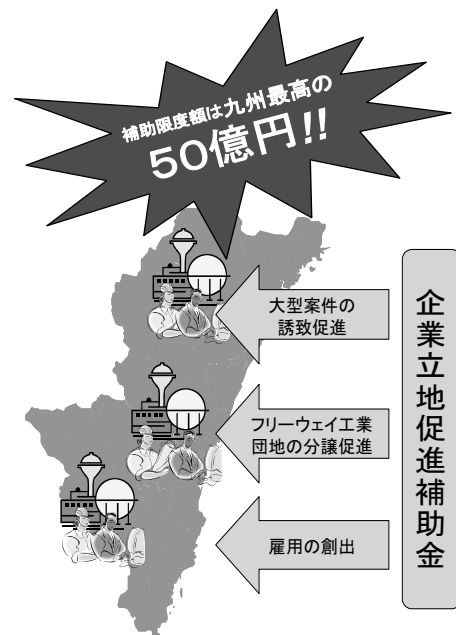 補助限度額は九州最高の
50億円!!
大型案件の
誘致促進
フリーウェイ工業
団地の分譲促進
雇用の創出
企業立地促進補助金